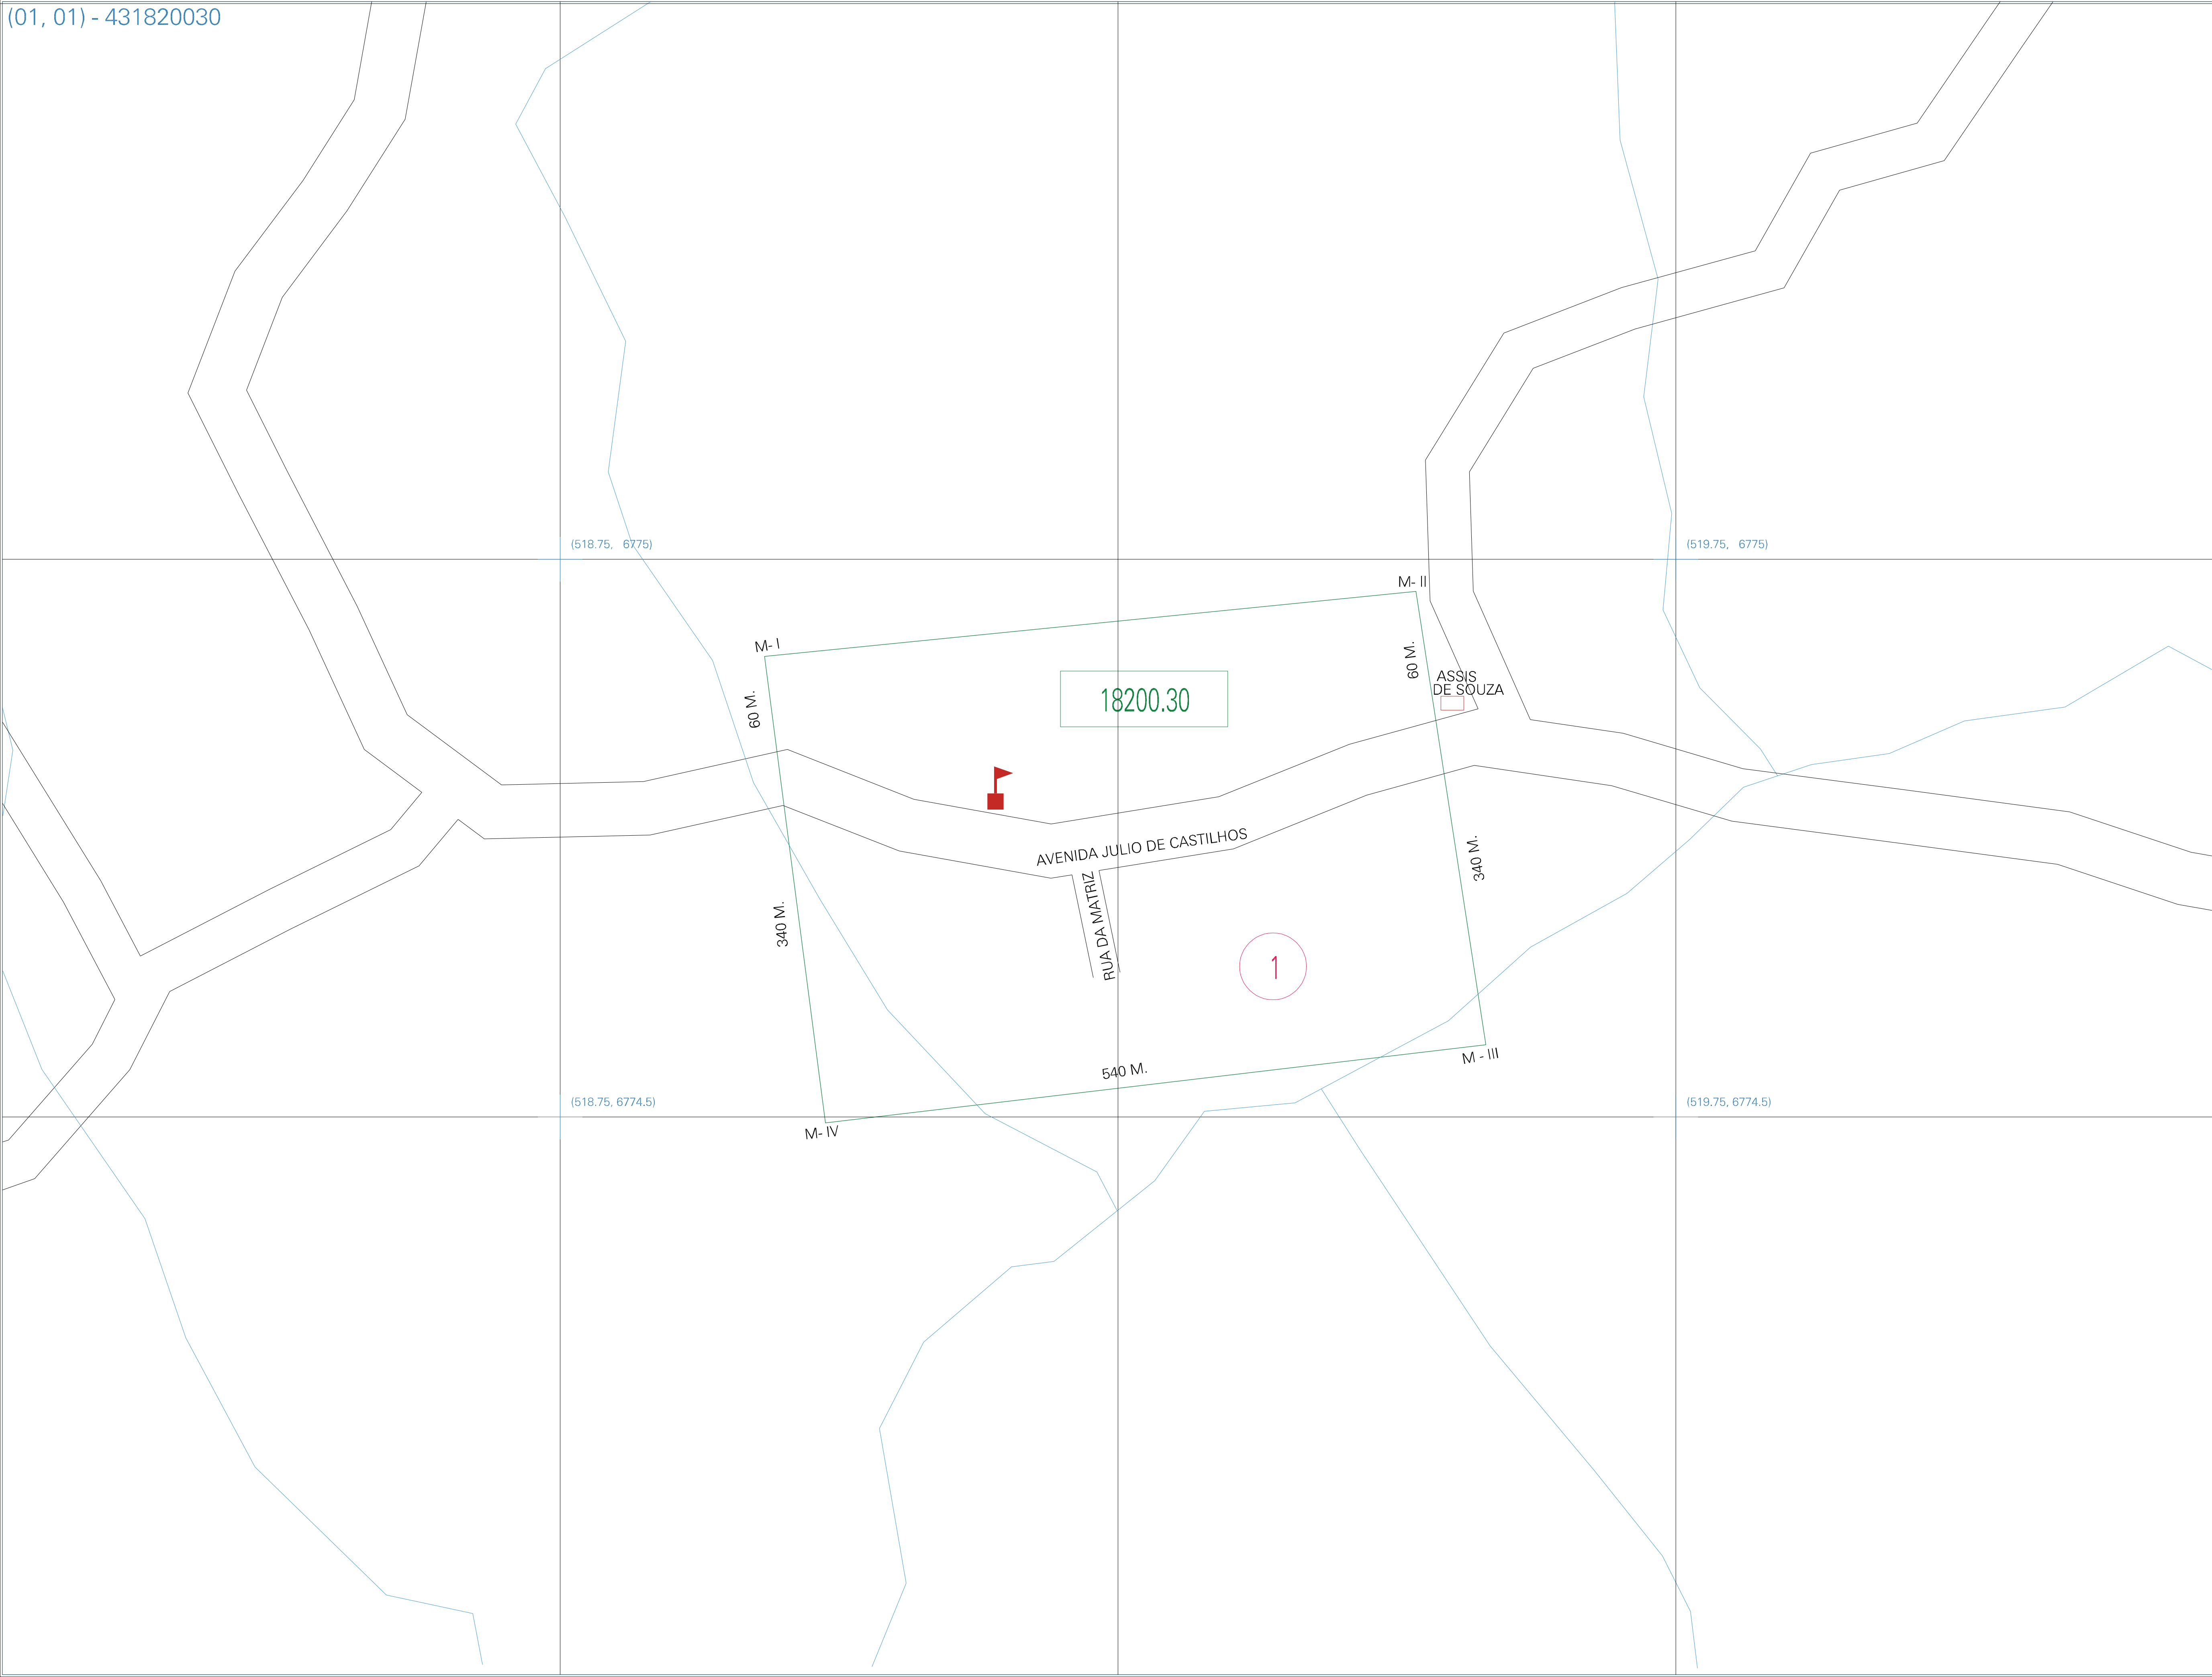 (01, 01) - 431820030
(518.75, 6775)
(519.75, 6775)
M- II
M- I
60 M.
60 M.
ASSIS
DE SOUZA
18200.30
AVENIDA JULIO DE CASTILHOS
340 M.
340 M.
RUA DA MATRIZ
1
M - III
540 M.
(518.75, 6774.5)
(519.75, 6774.5)
M- IV